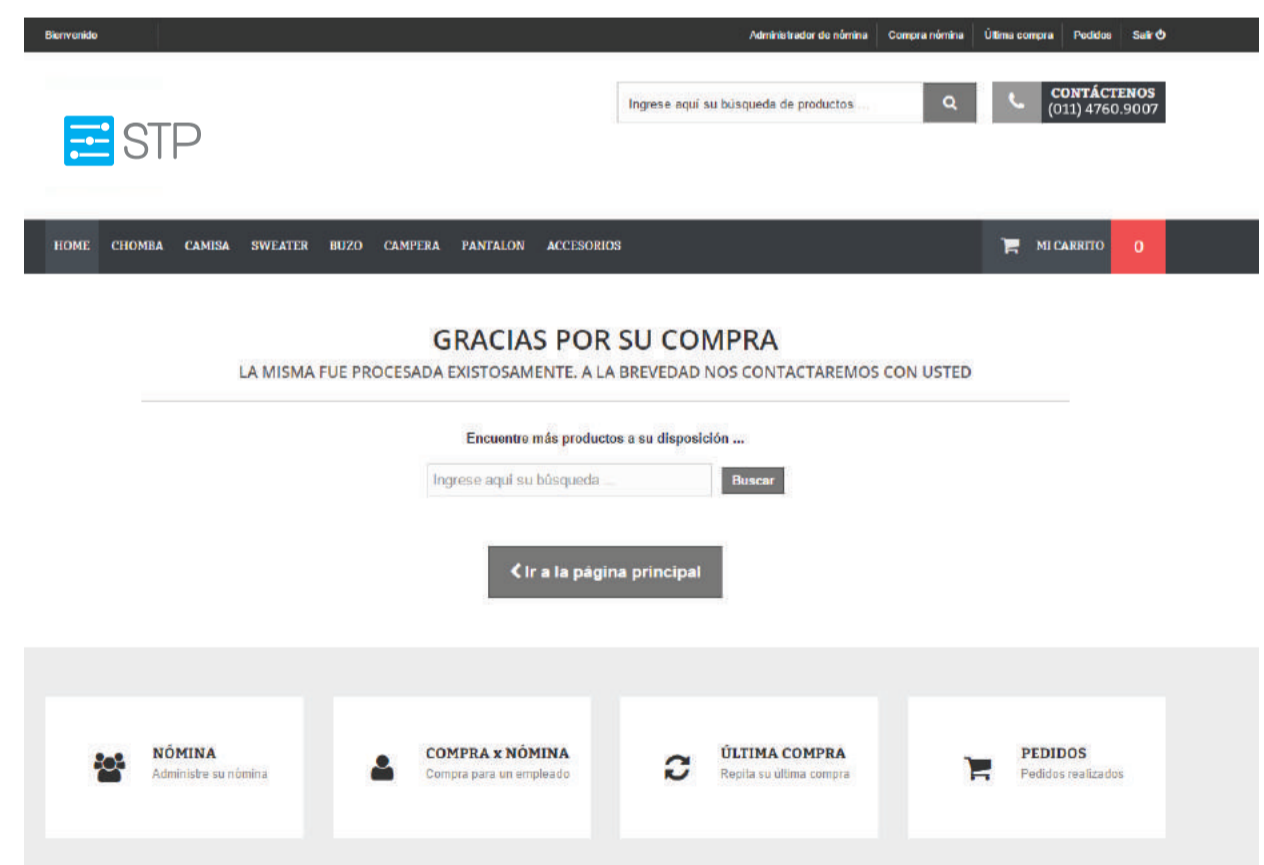 Bienvenido
Administrador de nómina Compra nómina Última compra Pedidos Salir
Ingrese aquí su búsqueda de productos ...
CONTÁCTENOS
(011) 4760.9007
STP
HOME CHOMBA CAMISA SWEATER BUZO CAMPERA PANTALON ACCESORIOS MI CARRITO 0
GRACIAS POR SU COMPRA
LA MISMA FUE PROCESADA EXISTOSAMENTE. A LA BREVEDAD NOS CONTACTAREMOS CON USTED
Encuentre más productos a su disposición ...
Ingrese aquí su búsqueda ... Buscar
Ir a la página principal
NÓMINA
Administre su nómina
COMPRA x NÓMINA
Compra para un empleado
ÚLTIMA COMPRA
Repita su última compra
PEDIDOS
Pedidos realizados